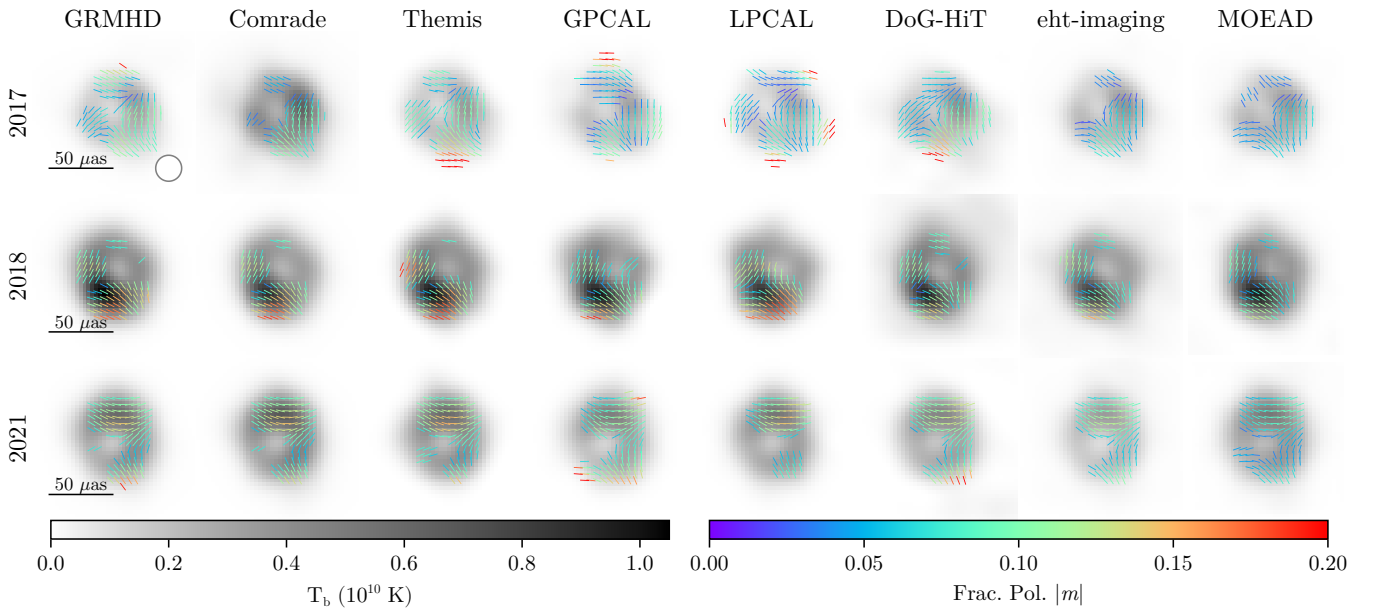 GRMHD Comrade Themis GPCAL LPCAL DoG-HiT eht-imaging MOEAD
2017
50 μas
2018
50 μas
2021
50 μas
0.0 0.2 0.4 0.6 0.8 1.0
T_b (10^10 K)
0.00 0.05 0.10 0.15 0.20
Frac. Pol. |m|